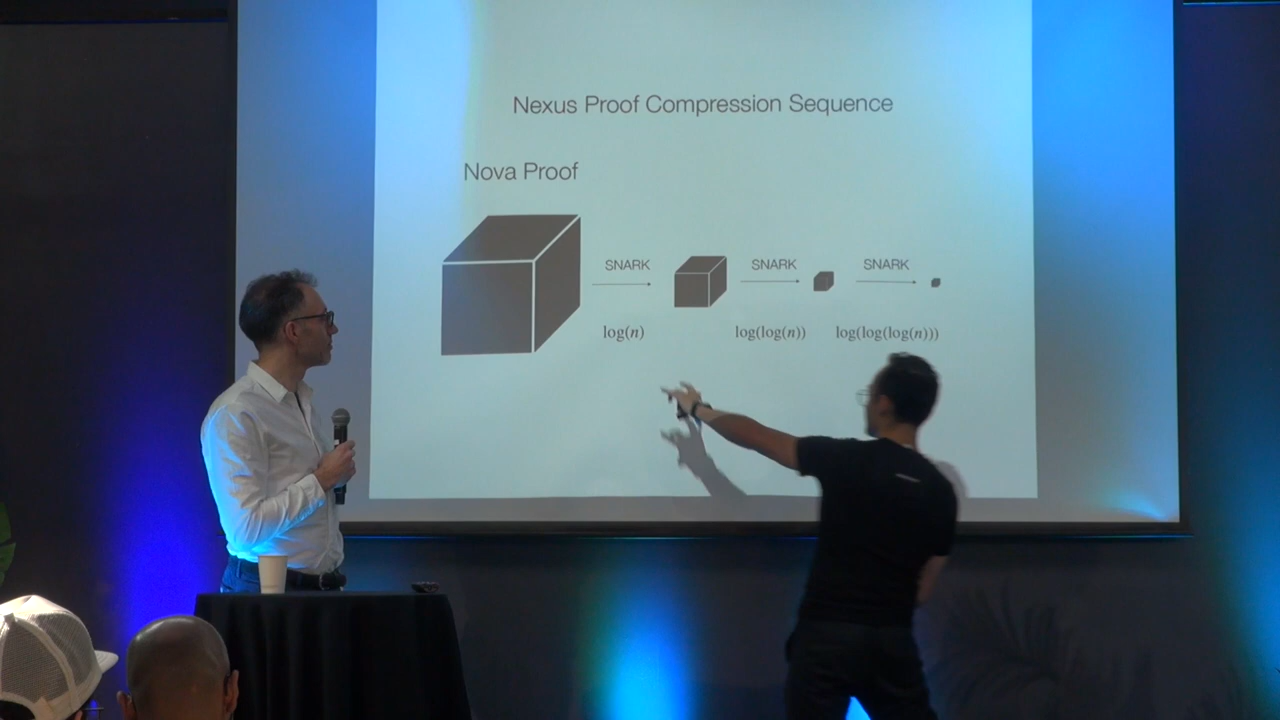 Nexus Proof Compression Sequence
Nova Proof
SNARK
SNARK
SNARK
log(n)
log(log(n))
log(log(log(n)))